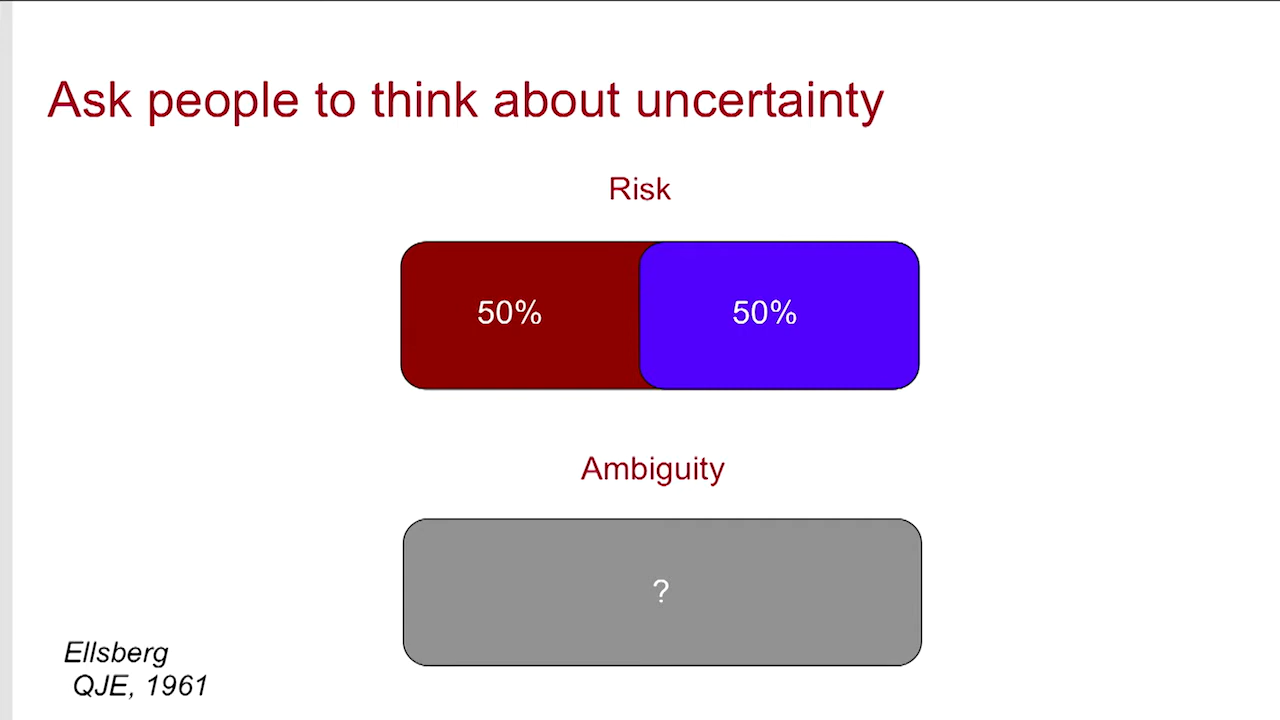 Ask people to think about uncertainty
Risk
50% 50%
Ambiguity
?
Ellsberg
QJE, 1961